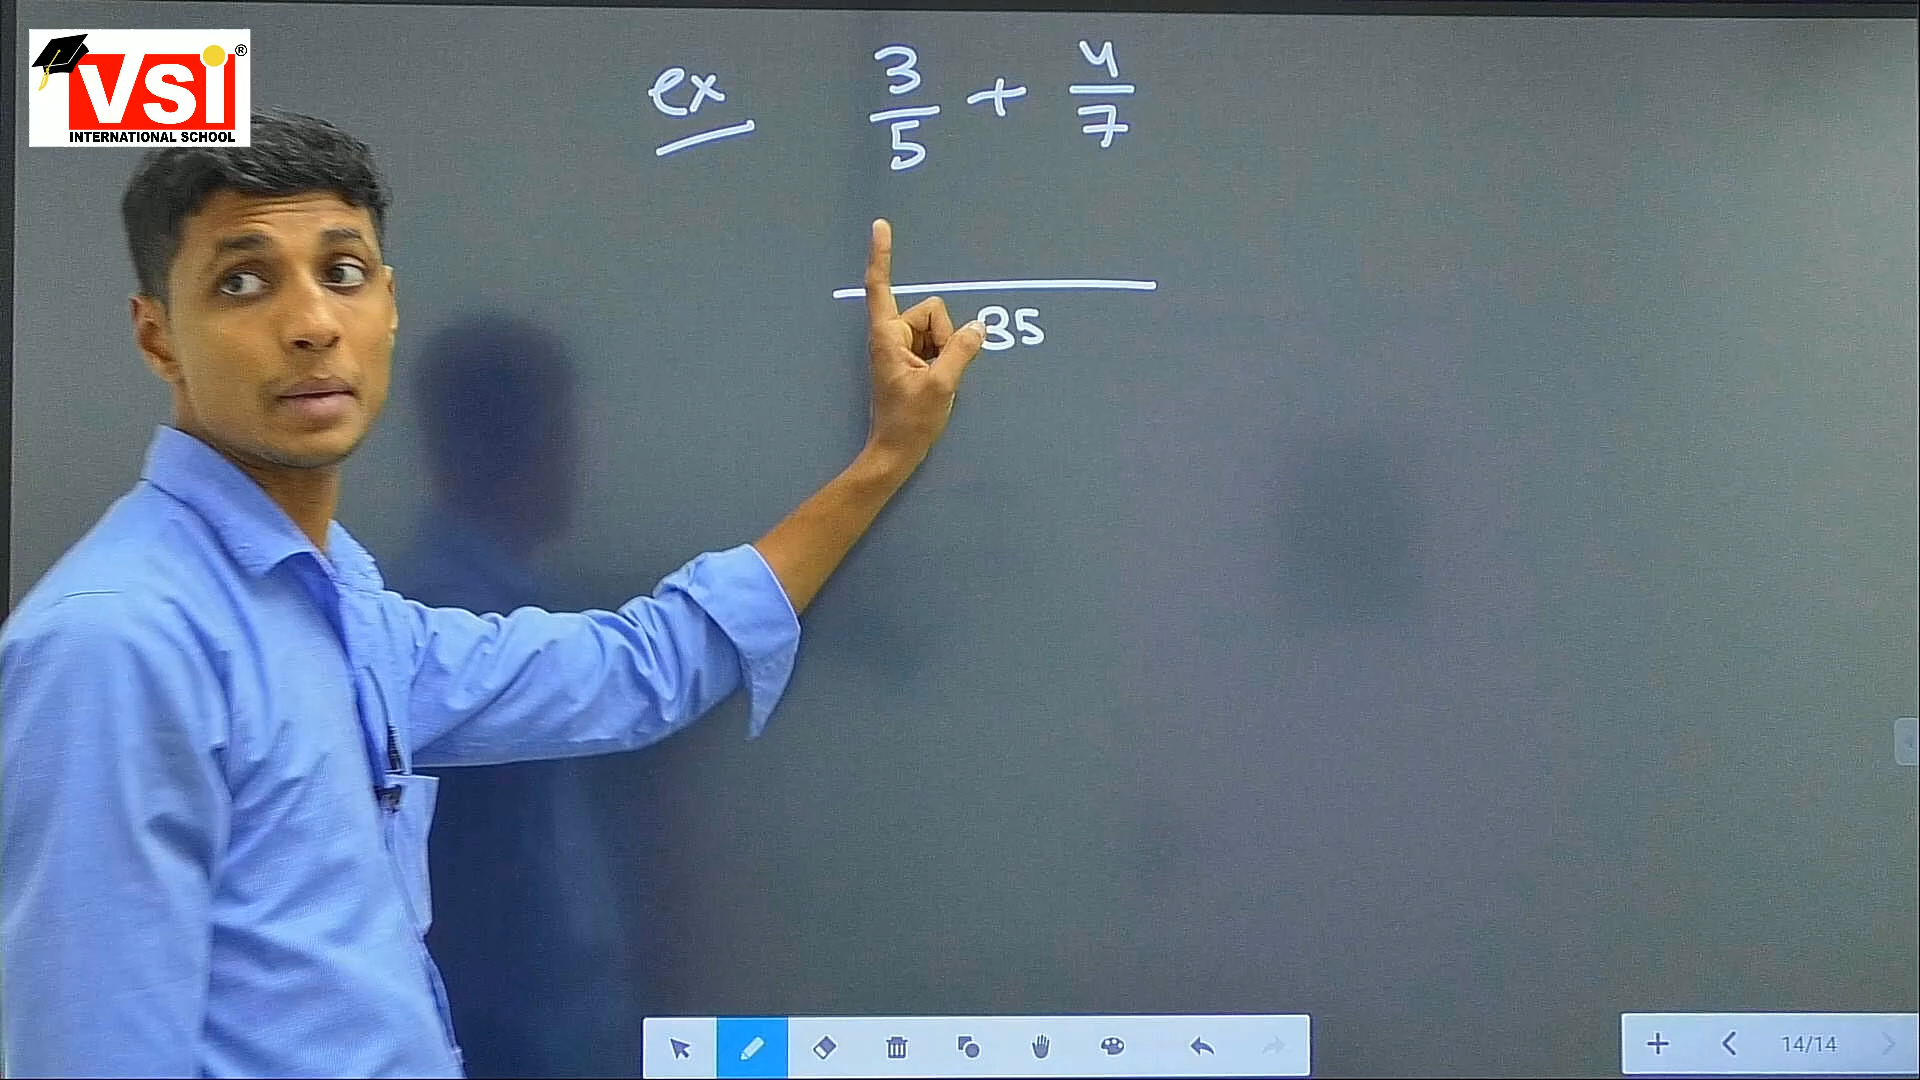 VSI®
INTERNATIONAL SCHOOL
ex 3/5 + 4/7
35
14/14